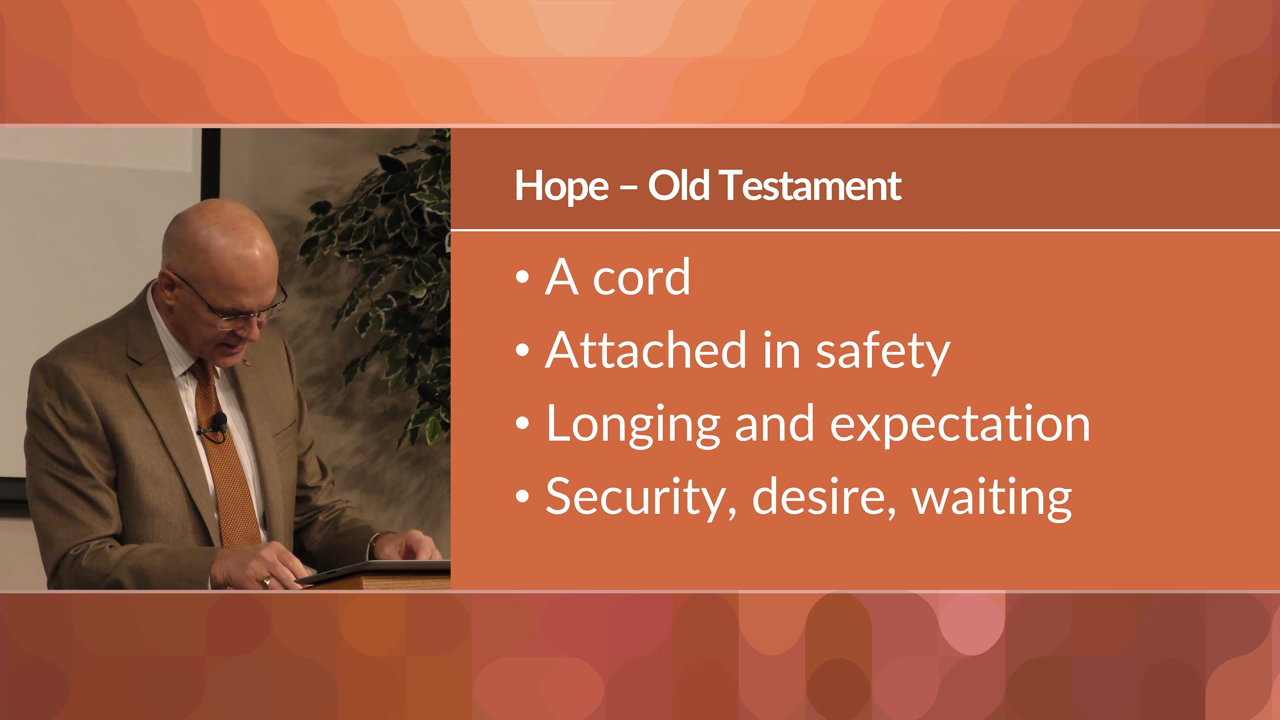 Hope – Old Testament
• A cord
• Attached in safety
• Longing and expectation
• Security, desire, waiting